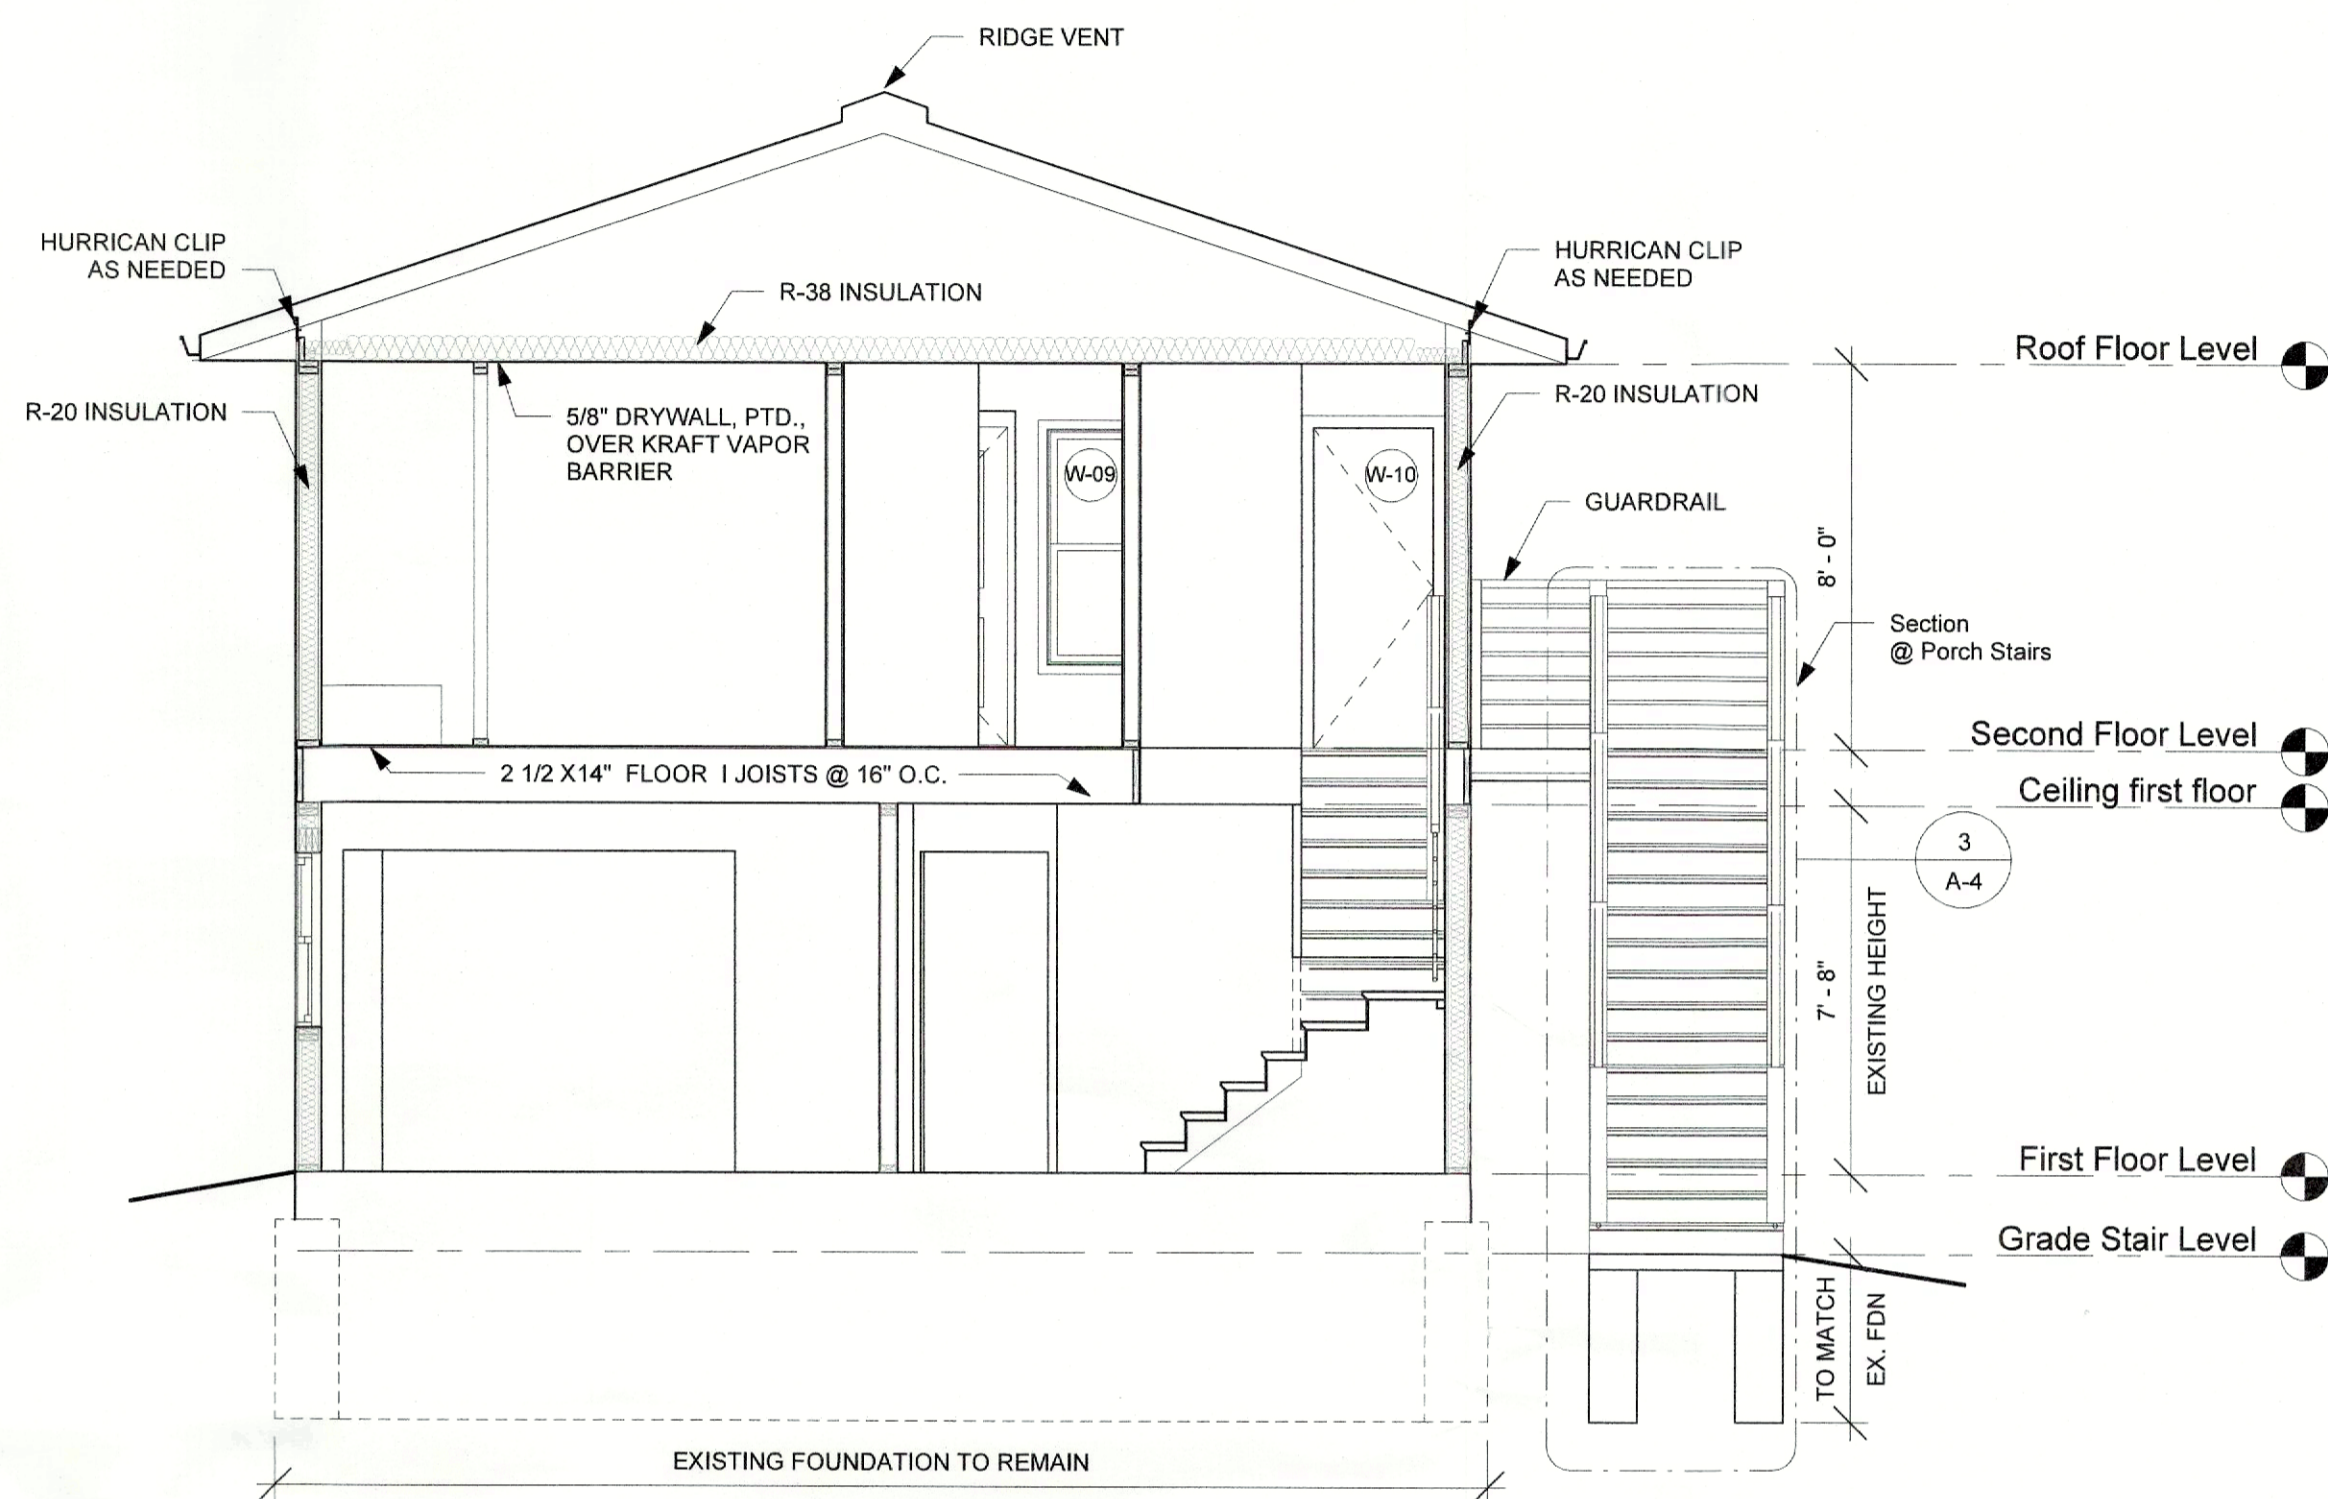 RIDGE VENT
HURRICAN CLIP
AS NEEDED
HURRICAN CLIP
AS NEEDED
R-38 INSULATION
Roof Floor Level
R-20 INSULATION
5/8" DRYWALL, PTD.,
OVER KRAFT VAPOR
BARRIER
R-20 INSULATION
W-09
W-10
GUARDRAIL
8' - 0"
Section
@ Porch Stairs
Second Floor Level
2 1/2 X14" FLOOR I JOISTS @ 16" O.C.
Ceiling first floor
3
A-4
7' - 8"
EXISTING HEIGHT
First Floor Level
Grade Stair Level
TO MATCH
EX. FDN
EXISTING FOUNDATION TO REMAIN